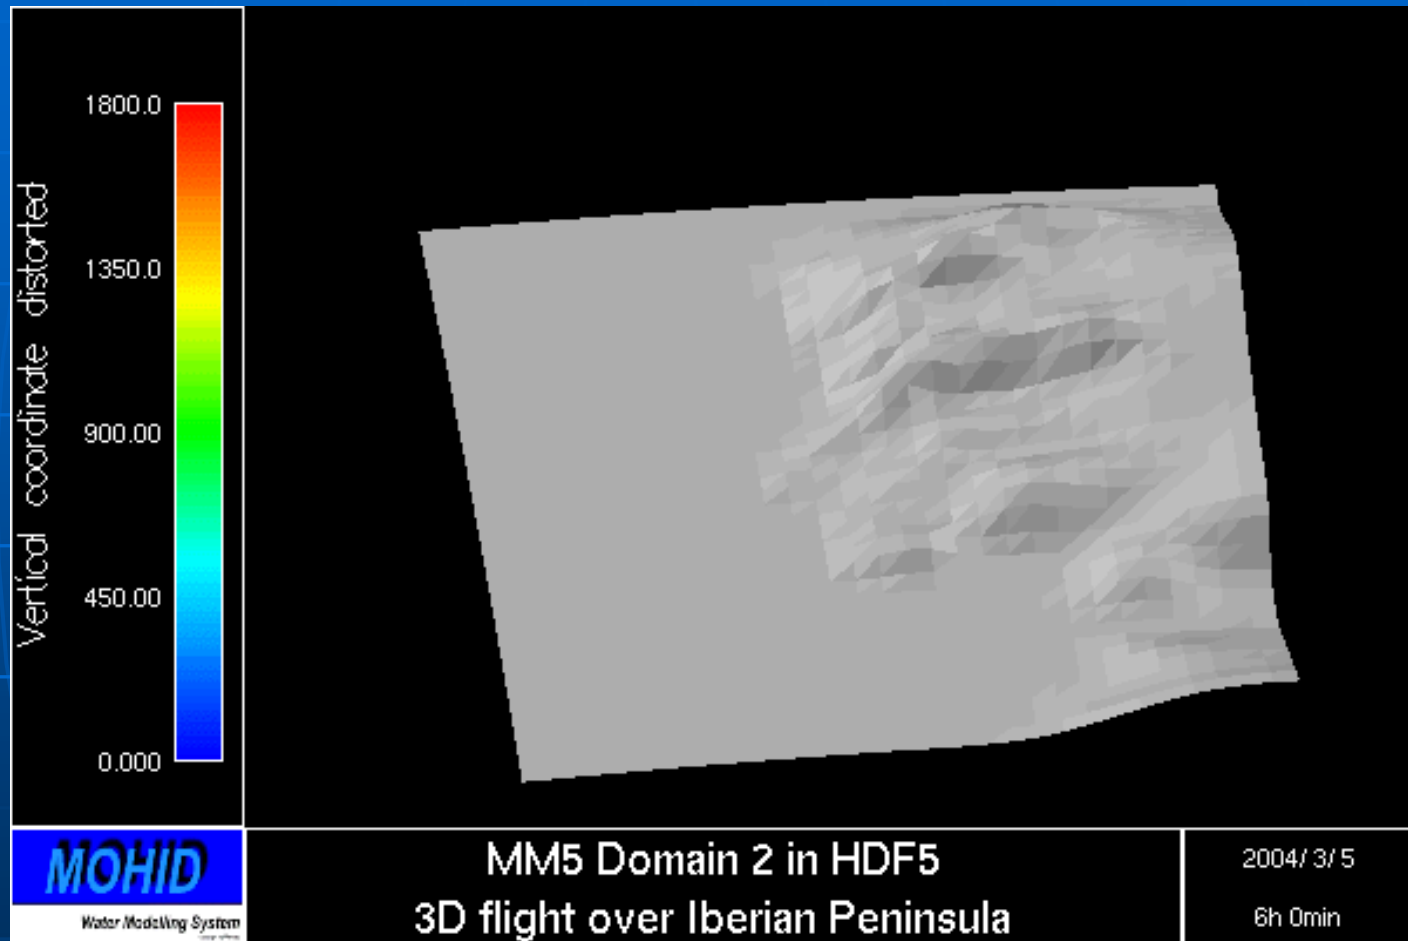 Vertical coordinate distorted
1800.0
1350.0
900.00
450.00
0.000
MOHID
Water Modelling System
MM5 Domain 2 in HDF5
3D flight over Iberian Peninsula
2004/ 3/ 5
6h 0min